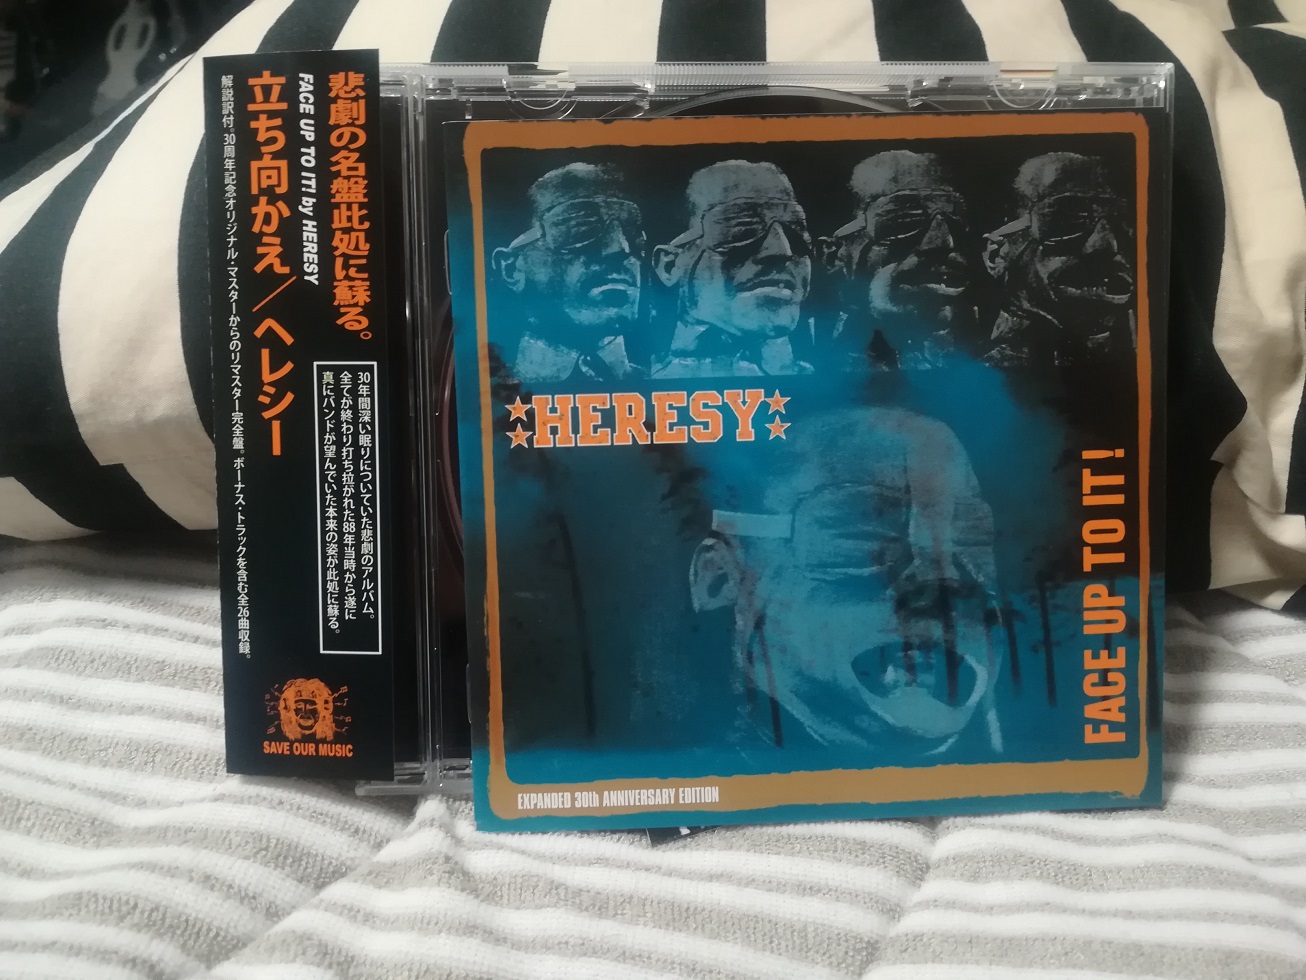 悲劇の名盤此処に蘇る。
FACE UP TO IT! by HERESY
立ち向かえ/ヘレシー
解説訳付。30周年記念オリジナル・マスターからのリマスター完全盤。ボーナス・トラックを含む全26曲収録。
30年間深い眠りについていた悲劇のアルバム。
全てが終わり打ち拉がれた88年当時から遂に
真にバンドが望んでいた本来の姿が此処に蘇る。
SAVE OUR MUSIC
HERESY
FACE UP TO IT!
EXPANDED 30th ANNIVERSARY EDITION